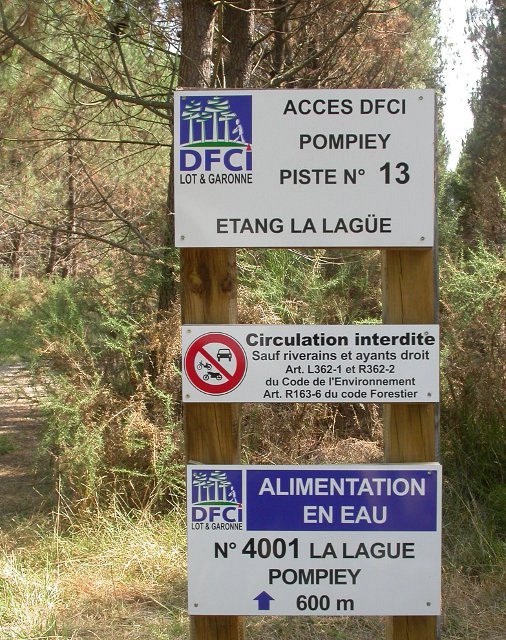 DFCI
LOT & GARONNE
ACCES DFCI
POMPIEY
PISTE N° 13
ETANG LA LAGÜE
Circulation interdite
Sauf riverains et ayants droit
Art. L362-1 et R362-2
du Code de l'Environnement
Art. R163-6 du code Forestier
DFCI
LOT & GARONNE
ALIMENTATION
EN EAU
N° 4001 LA LAGUE
POMPIEY
600 m